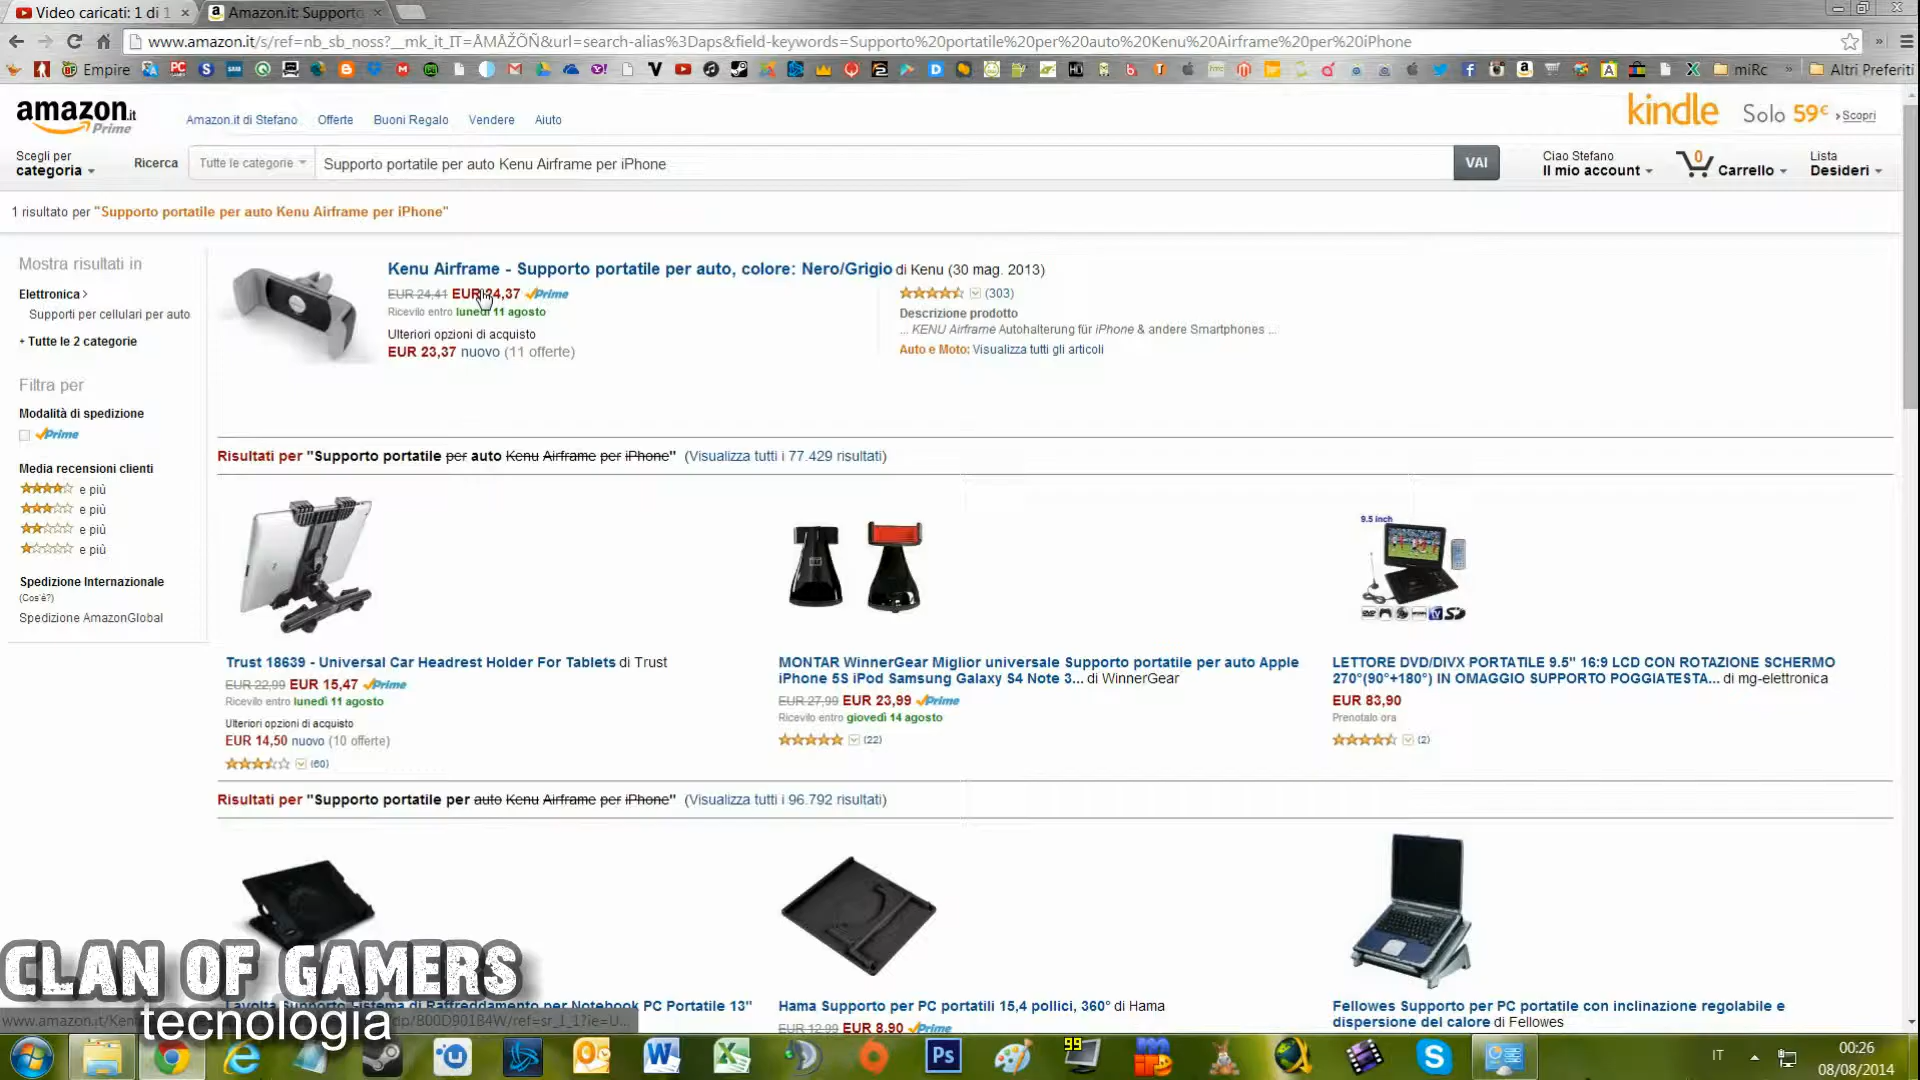 Video caricati: 1 di 1
Amazon.it: Supporto
www.amazon.it/s/ref=nb_sb_noss?__mk_it_IT=ÅMÅŽÕÑ&url=search-alias%3Daps&field-keywords=Supporto%20portatile%20per%20auto%20Kenu%20Airframe%20per%20iPhone
Empire
miRc
Altri Preferiti
amazon.it
Prime
Amazon.it di Stefano
Offerte
Buoni Regalo
Vendere
Aiuto
kindle Solo 59€ Scopri
Scegli per
categoria
Ricerca
Tutte le categorie
Supporto portatile per auto Kenu Airframe per iPhone
VAI
Ciao Stefano
Il mio account
0
Carrello
Lista
Desideri
1 risultato per "Supporto portatile per auto Kenu Airframe per iPhone"
Mostra risultati in
Elettronica
Supporti per cellulari per auto
+ Tutte le 2 categorie
Filtra per
Modalità di spedizione
Prime
Media recensioni clienti
e più
e più
e più
e più
Spedizione Internazionale
(Cos'è?)
Spedizione AmazonGlobal
Kenu Airframe - Supporto portatile per auto, colore: Nero/Grigio di Kenu (30 mag. 2013)
EUR 24,41 EUR 24,37 Prime
Ricevilo entro lunedì 11 agosto
Ulteriori opzioni di acquisto
EUR 23,37 nuovo (11 offerte)
(303)
Descrizione prodotto
... KENU Airframe Autohalterung für iPhone & andere Smartphones ...
Auto e Moto: Visualizza tutti gli articoli
Risultati per "Supporto portatile per auto Kenu Airframe per iPhone" (Visualizza tutti i 77.429 risultati)
9.5 inch
Trust 18639 - Universal Car Headrest Holder For Tablets di Trust
EUR 22,99 EUR 15,47 Prime
Ricevilo entro lunedì 11 agosto
Ulteriori opzioni di acquisto
EUR 14,50 nuovo (10 offerte)
(60)
MONTAR WinnerGear Miglior universale Supporto portatile per auto Apple
iPhone 5S iPod Samsung Galaxy S4 Note 3... di WinnerGear
EUR 27,99 EUR 23,99 Prime
Ricevilo entro giovedì 14 agosto
(22)
LETTORE DVD/DIVX PORTATILE 9.5" 16:9 LCD CON ROTAZIONE SCHERMO
270°(90°+180°) IN OMAGGIO SUPPORTO POGGIATESTA... di mg-elettronica
EUR 83,90
Prenotalo ora
(2)
Risultati per "Supporto portatile per auto Kenu Airframe per iPhone" (Visualizza tutti i 96.792 risultati)
Lavolta Supporto Sistema di Raffreddamento per Notebook PC Portatile 13"
Hama Supporto per PC portatili 15,4 pollici, 360° di Hama
EUR 12,99 EUR 8,90 Prime
Fellowes Supporto per PC portatile con inclinazione regolabile e
dispersione del calore di Fellowes
CLAN OF GAMERS
tecnologia
99
IT
00:26
08/08/2014